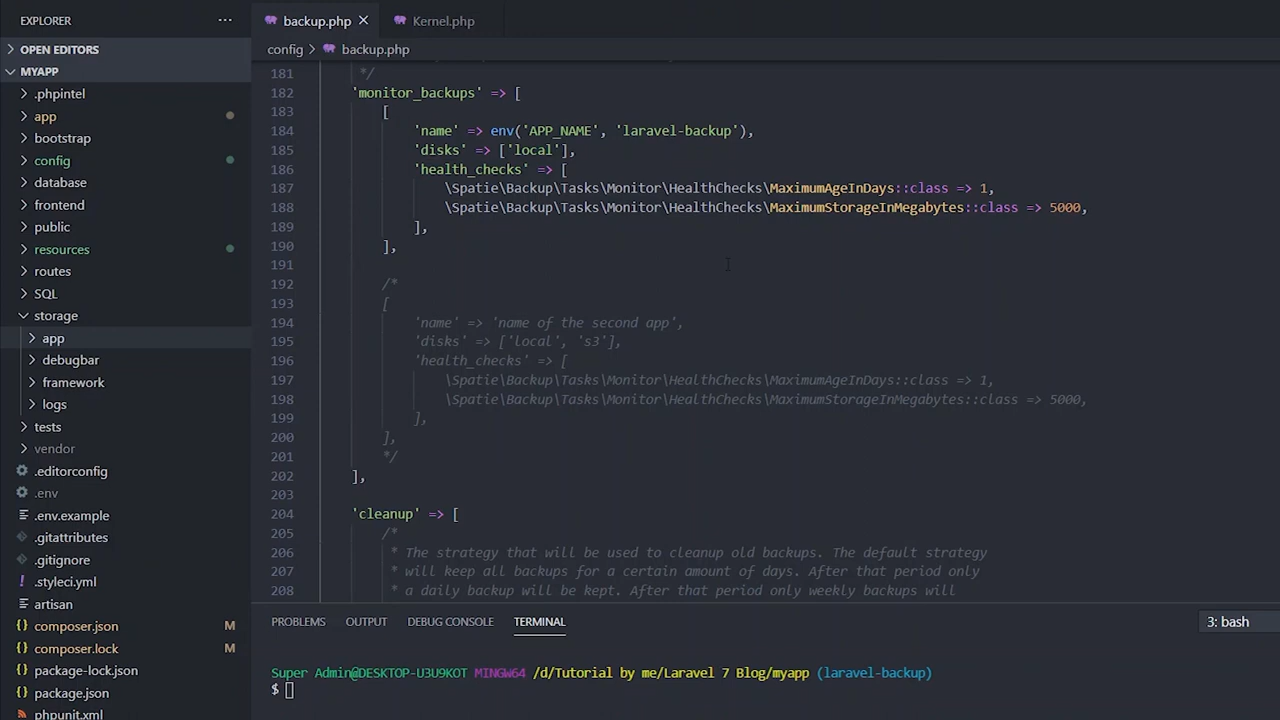 EXPLORER
···
OPEN EDITORS
MYAPP
.phpintel
app
bootstrap
config
database
frontend
public
resources
routes
SQL
storage
app
debugbar
framework
logs
tests
vendor
.editorconfig
.env
.env.example
.gitattributes
.gitignore
.styleci.yml
artisan
composer.json M
composer.lock M
package-lock.json
package.json
phpunit.xml
backup.php Kernel.php
config > backup.php
181 */
182 'monitor_backups' => [
183 [
184 'name' => env('APP_NAME', 'laravel-backup'),
185 'disks' => ['local'],
186 'health_checks' => [
187 \Spatie\Backup\Tasks\Monitor\HealthChecks\MaximumAgeInDays::class => 1,
188 \Spatie\Backup\Tasks\Monitor\HealthChecks\MaximumStorageInMegabytes::class => 5000,
189 ],
190 ],
191
192 /*
193 [
194 'name' => 'name of the second app',
195 'disks' => ['local', 's3'],
196 'health_checks' => [
197 \Spatie\Backup\Tasks\Monitor\HealthChecks\MaximumAgeInDays::class => 1,
198 \Spatie\Backup\Tasks\Monitor\HealthChecks\MaximumStorageInMegabytes::class => 5000,
199 ],
200 ],
201 */
202 ],
203
204 'cleanup' => [
205 /*
206 * The strategy that will be used to cleanup old backups. The default strategy
207 * will keep all backups for a certain amount of days. After that period only
208 * a daily backup will be kept. After that period only weekly backups will
PROBLEMS OUTPUT DEBUG CONSOLE TERMINAL 3: bash
Super Admin@DESKTOP-U3U9KOT MINGW64 /d/Tutorial by me/Laravel 7 Blog/myapp (laravel-backup)
$